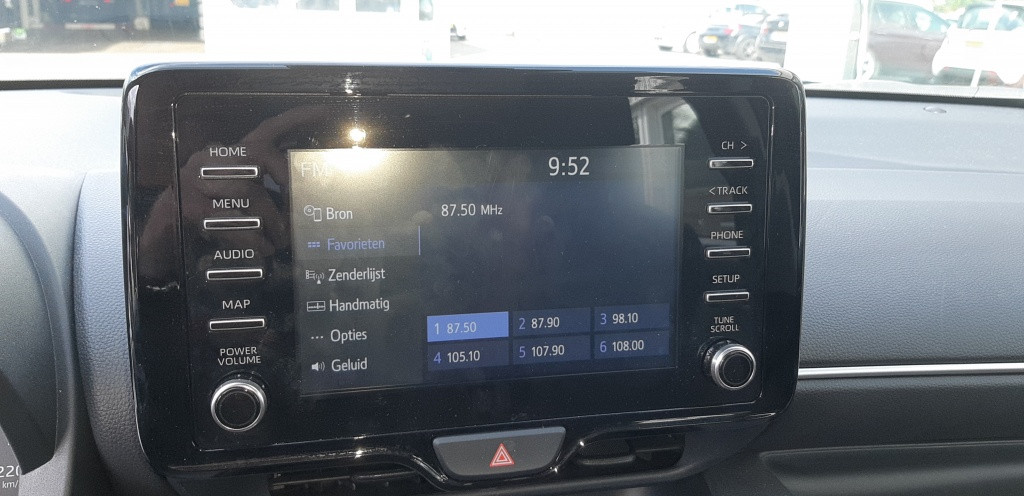 HOME
MENU
AUDIO
MAP
POWER
VOLUME
FM
9:52
Bron
87.50 MHz
Favorieten
Zenderlijst
Handmatig
Opties
Geluid
1 87.50
2 87.90
3 98.10
4 105.10
5 107.90
6 108.00
CH >
< TRACK
PHONE
SETUP
TUNE
SCROLL
220
km/